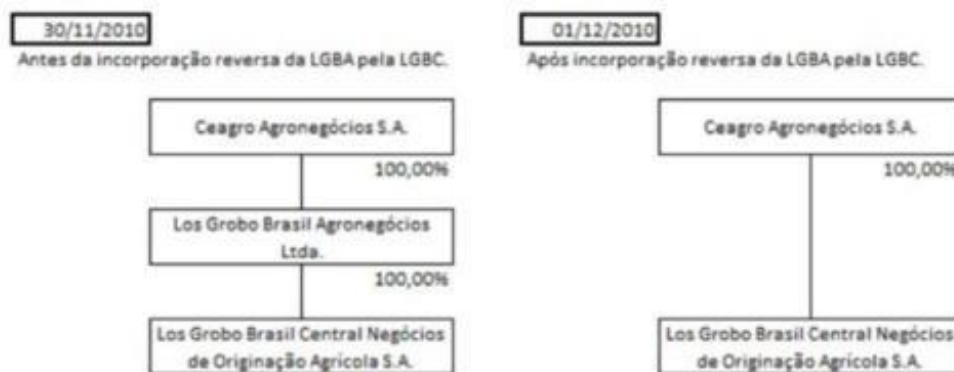 30/11/2010
Antes da incorporação reversa da LGBA pela LGBC.
Ceagro Agronegócios S.A.
100,00%
Los Grobo Brasil Agronegócios
Ltda.
100,00%
Los Grobo Brasil Central Negócios
de Originação Agrícola S.A.
01/12/2010
Após incorporação reversa da LGBA pela LGBC.
Ceagro Agronegócios S.A.
100,00%
Los Grobo Brasil Central Negócios
de Originação Agrícola S.A.